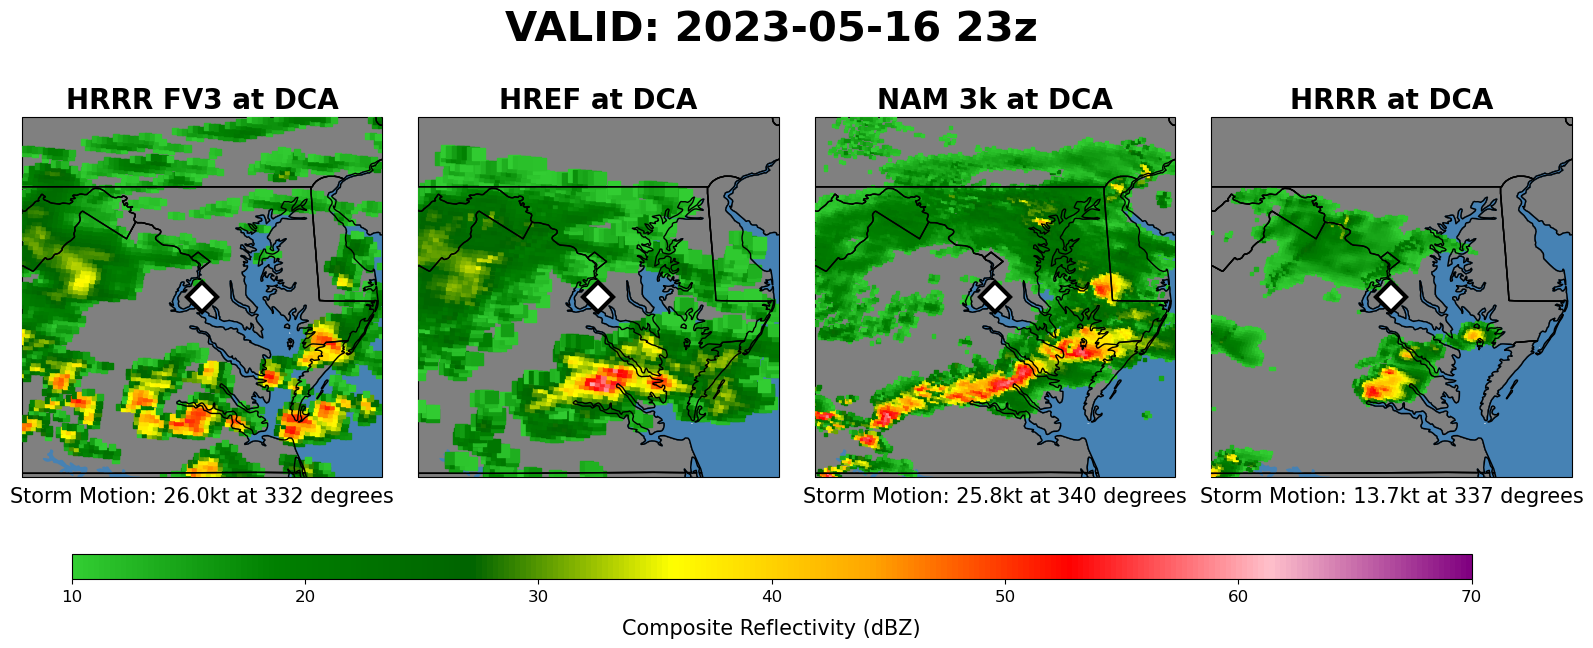 VALID: 2023-05-16 23z
HRRR FV3 at DCA
HREF at DCA
NAM 3k at DCA
HRRR at DCA
Storm Motion: 26.0kt at 332 degrees
Storm Motion: 25.8kt at 340 degrees
Storm Motion: 13.7kt at 337 degrees
10 20 30 40 50 60 70
Composite Reflectivity (dBZ)